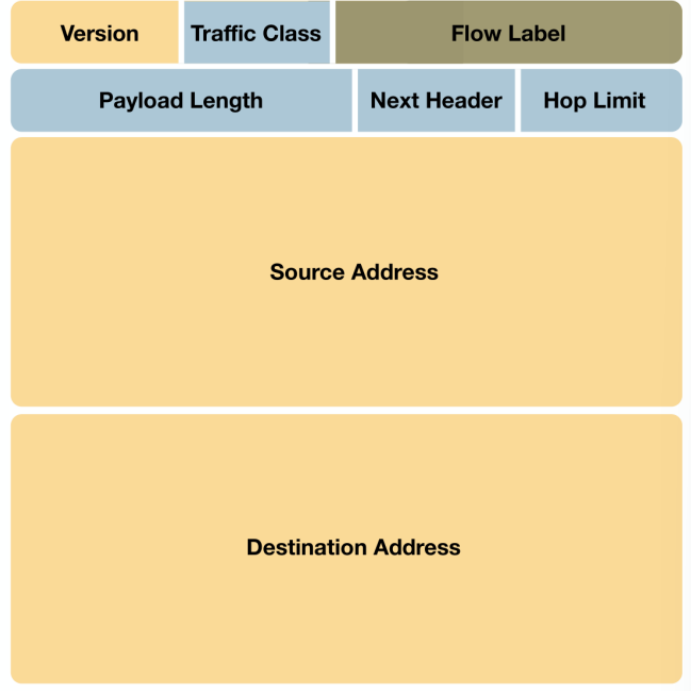 Version Traffic Class Flow Label
Payload Length Next Header Hop Limit
Source Address
Destination Address